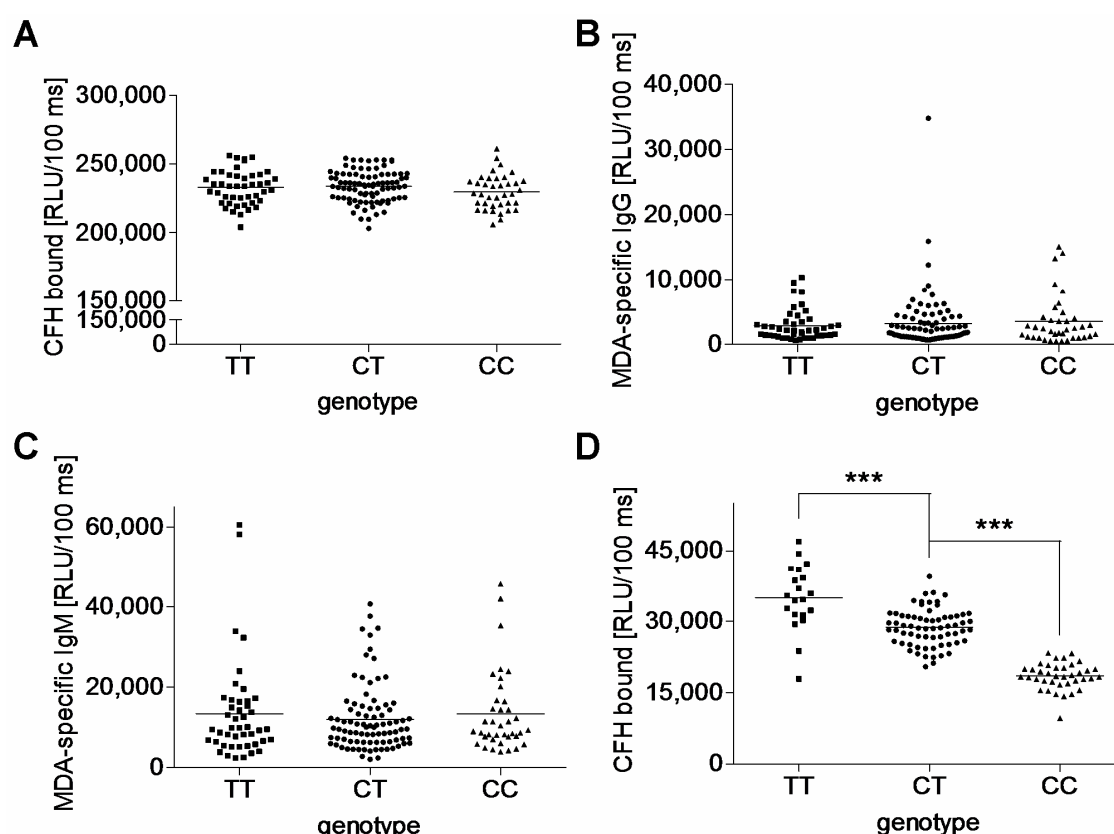 A
CFH bound [RLU/100 ms]
300,000
250,000
200,000
150,000
150,000
0
TT CT CC
genotype
B
MDA-specific IgG [RLU/100 ms]
40,000
30,000
20,000
10,000
0
TT CT CC
genotype
C
MDA-specific IgM [RLU/100 ms]
60,000
40,000
20,000
0
TT CT CC
genotype
D
CFH bound [RLU/100 ms]
***
***
45,000
30,000
15,000
0
TT CT CC
genotype